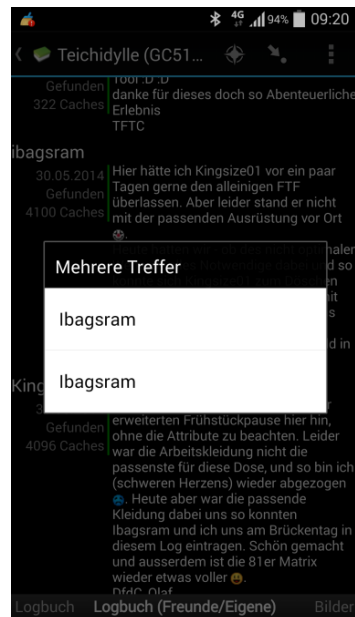 4G 94% 09:20
Teichidylle (GC51...
Gefunden
322 Caches
Tool :D :D
danke für dieses doch so Abenteuerliche
Erlebnis
TFTC
ibagsram
30.05.2014
Gefunden
4100 Caches
Hier hätte ich Kingsize01 vor ein paar
Tagen gerne den alleinigen FTF
überlassen. Aber leider stand er nicht
mit der passenden Ausrüstung vor Ort
Mehrere Treffer
Ibagsram
Ibagsram
King
Gefunden
4096 Caches
erweiterten Frühstückpause hier hin,
ohne die Attribute zu beachten. Leider
war die Arbeitskleidung nicht die
passenste für diese Dose, und so bin ich
(schweren Herzens) wieder abgezogen
. Heute aber war die passende
Kleidung dabei uns so konnten
Ibagsram und ich uns am Brückentag in
diesem Log eintragen. Schön gemacht
und ausserdem ist die 81er Matrix
wieder etwas voller
DfdC Olaf
Logbuch Logbuch (Freunde/Eigene) Bilder